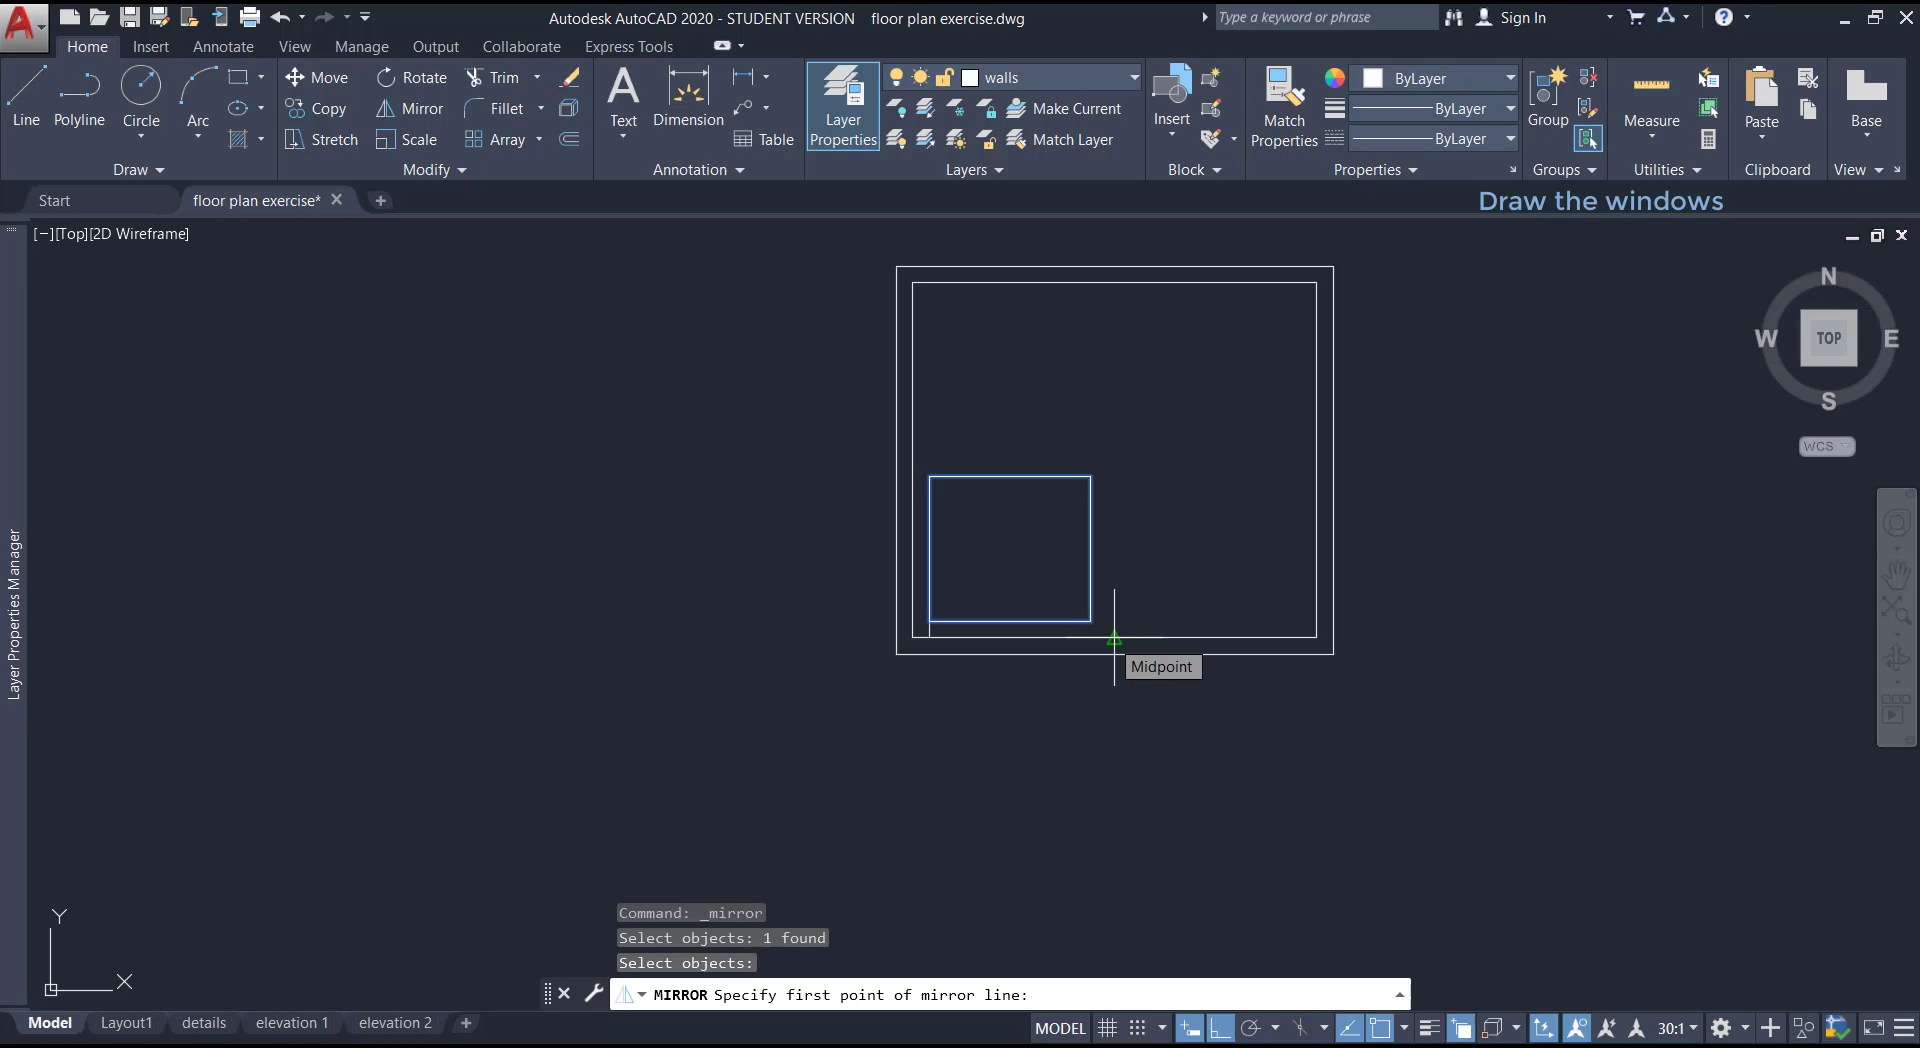 Autodesk AutoCAD 2020 - STUDENT VERSION floor plan exercise.dwg
Type a keyword or phrase
Sign In
Home Insert Annotate View Manage Output Collaborate Express Tools
Line Polyline Circle Arc
Move Rotate Trim
Copy Mirror Fillet
Stretch Scale Array
Text Dimension Table
Layer Properties
walls
Make Current
Match Layer
Insert
Match Properties
ByLayer
ByLayer
ByLayer
Group
Measure
Paste
Base
Draw Modify Annotation Layers Block Properties Groups Utilities Clipboard View
Start floor plan exercise*
Draw the windows
[−][Top][2D Wireframe]
N
W TOP E
S
WCS
Layer Properties Manager
Midpoint
Y
X
Command: _mirror
Select objects: 1 found
Select objects:
MIRROR Specify first point of mirror line:
Model Layout1 details elevation 1 elevation 2
MODEL 30:1